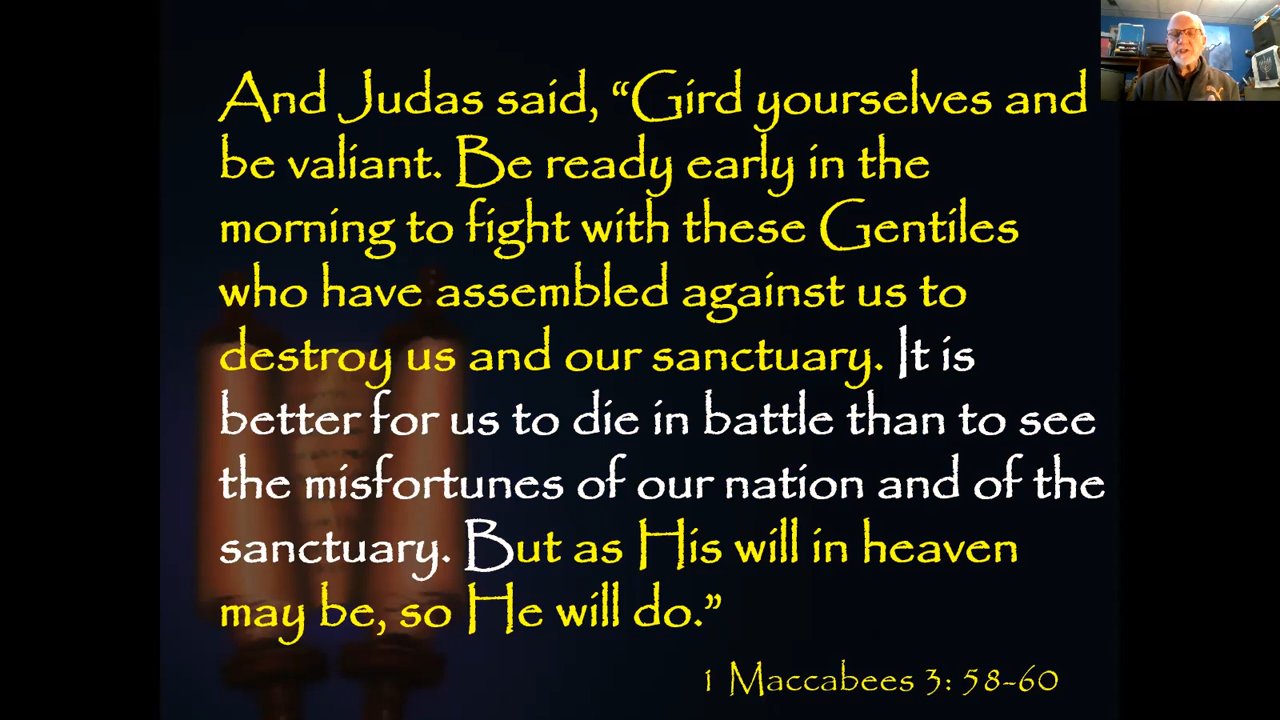 And Judas said, “Gird yourselves and
be valiant. Be ready early in the
morning to fight with these Gentiles
who have assembled against us to
destroy us and our sanctuary. It is
better for us to die in battle than to see
the misfortunes of our nation and of the
sanctuary. But as His will in heaven
may be, so He will do.”
1 Maccabees 3: 58-60